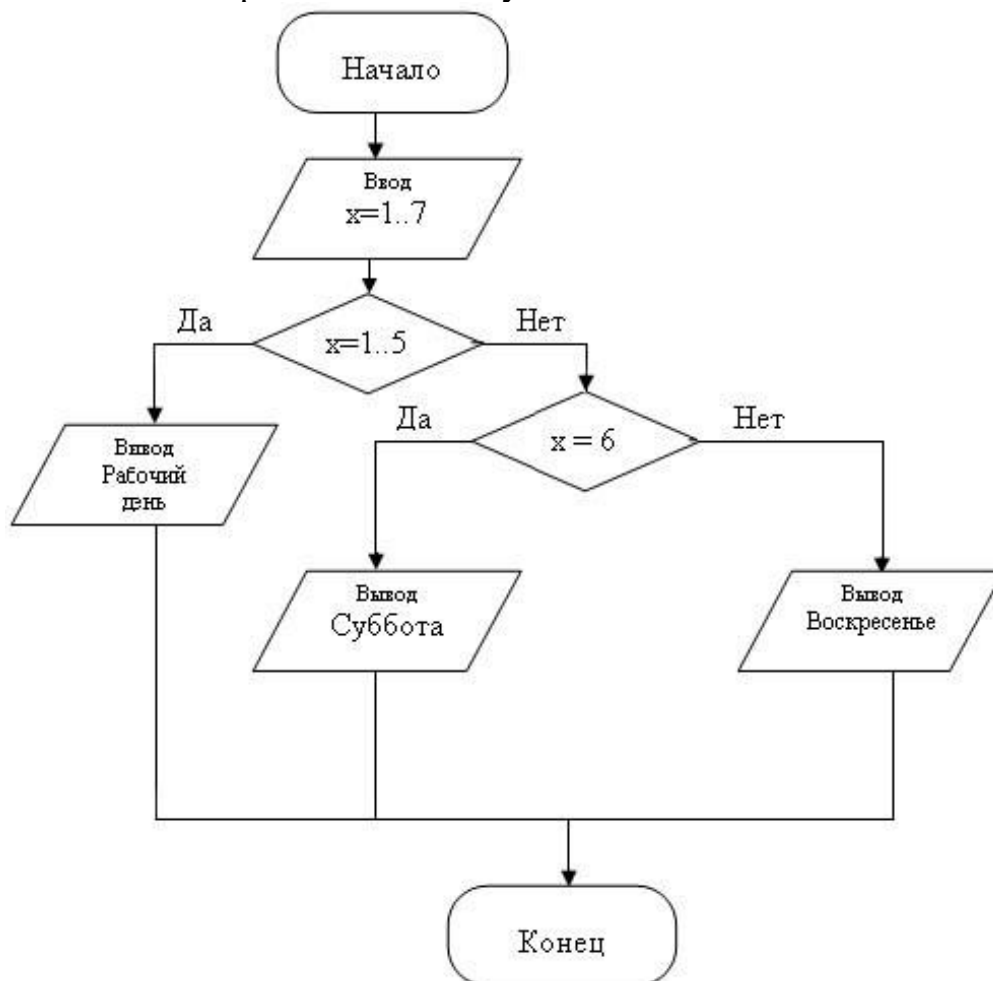 Начало
Ввод
x=1..7
Да
Нет
x=1..5
Да
Нет
x = 6
Вывод
Рабочий
день
Вывод
Суббота
Вывод
Воскресенье
Конец